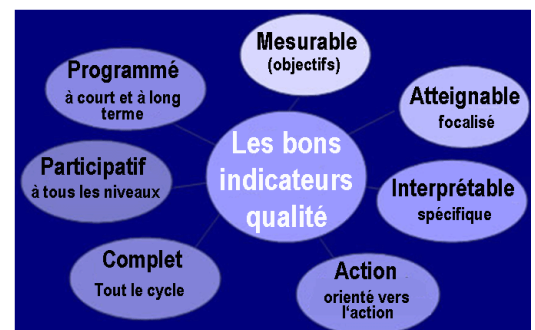 Mesurable
(objectifs)
Programmé
à court et à long
terme
Atteignable
focalisé
Les bons
indicateurs
qualité
Participatif
à tous les niveaux
Interprétable
spécifique
Complet
Tout le cycle
Action
orienté vers
l'action